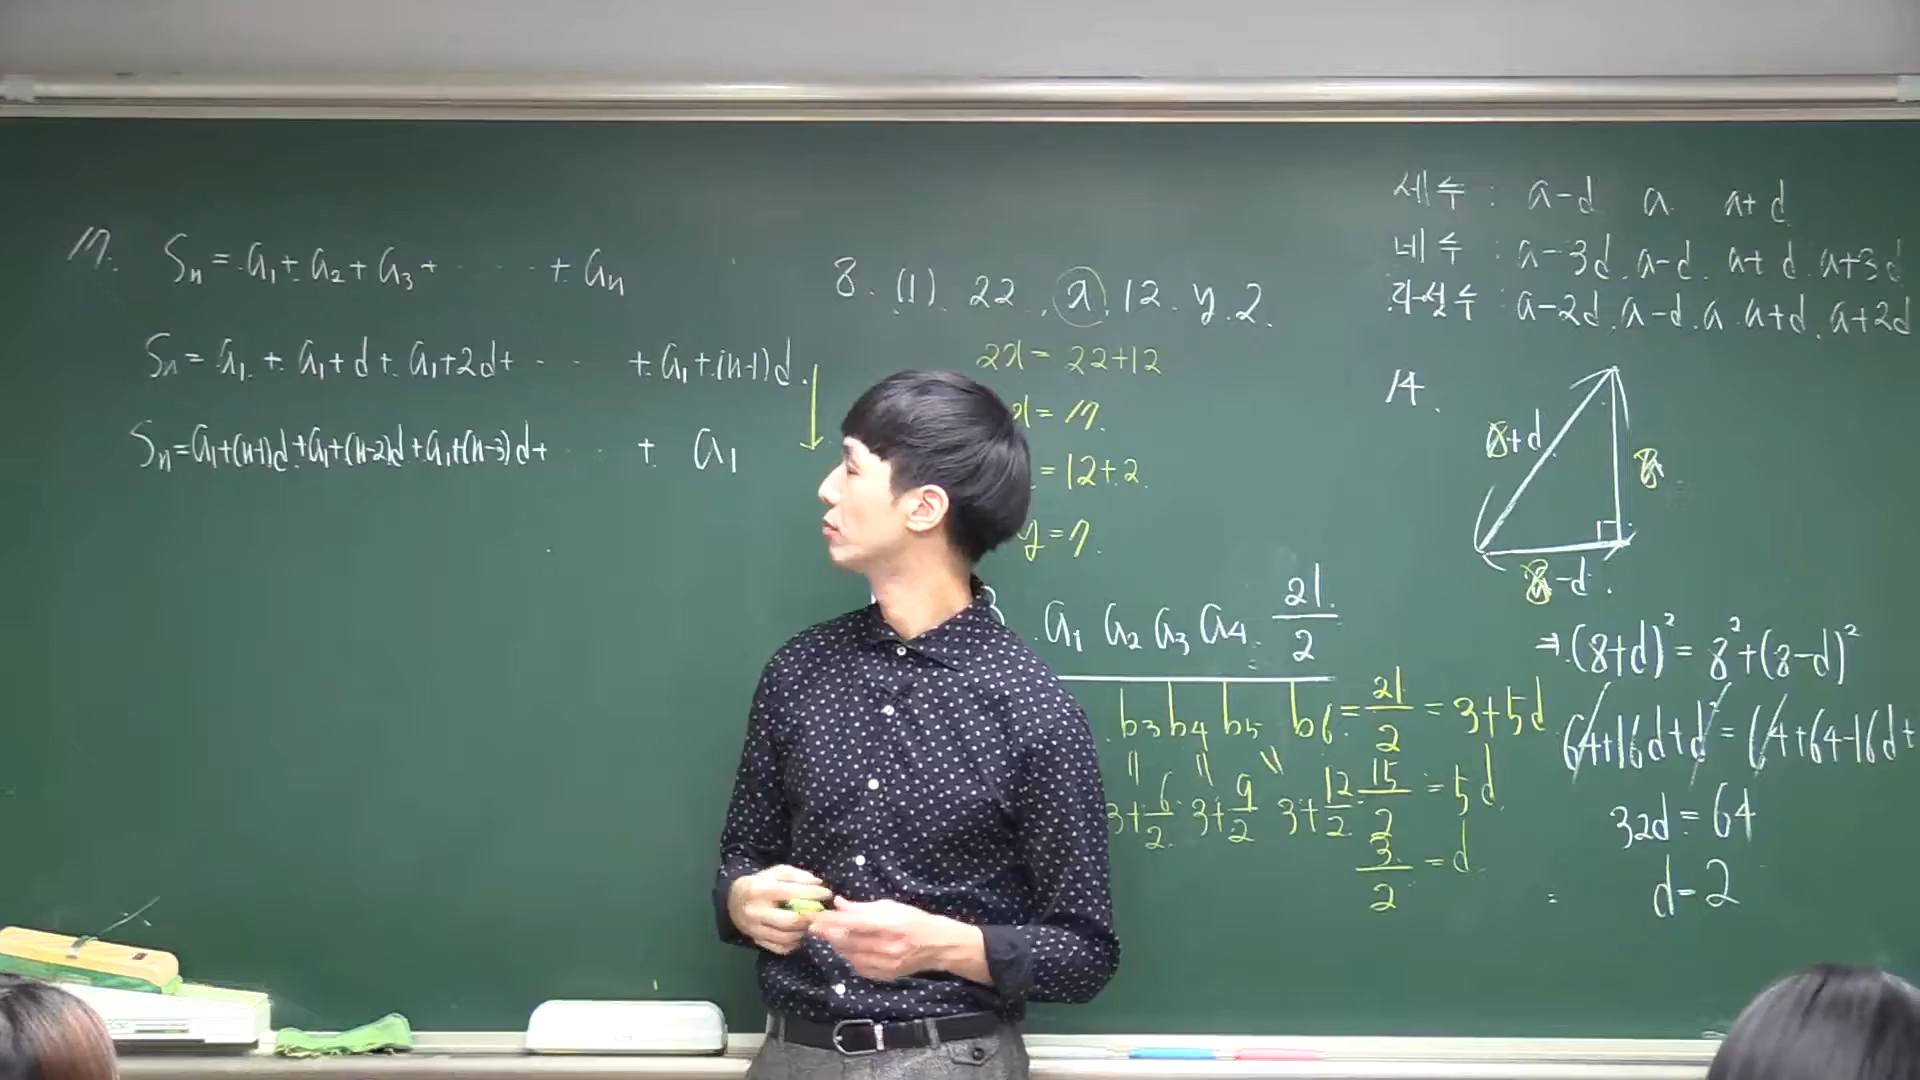 17. Sₙ = a₁ + a₂ + a₃ + · · · + aₙ
Sₙ = a₁ + a₁+d + a₁+2d + · · · + a₁+(n-1)d
Sₙ = a₁+(n-1)d + a₁+(n-2)d + a₁+(n-3)d + · · · + a₁
8. (1). 22, x, 12, y, 2.
2x = 22+12
x = 17.
= 12+2.
y = 7.
a₁ a₂ a₃ a₄ 21/2
b₃ b₄ b₅ b₆ = 21/2 = 3+5d
3+6/2 3+9/2 3+12/2 15/2 = 5d
3/2 = d
세수 : a-d a a+d
네수 : a-3d, a-d, a+d, a+3d
다섯수 : a-2d, a-d, a, a+d, a+2d
14.
8+d
8
8-d
⇒ (8+d)² = 8²+(8-d)²
64+16d+d² = 64+64-16d+
32d = 64
d=2